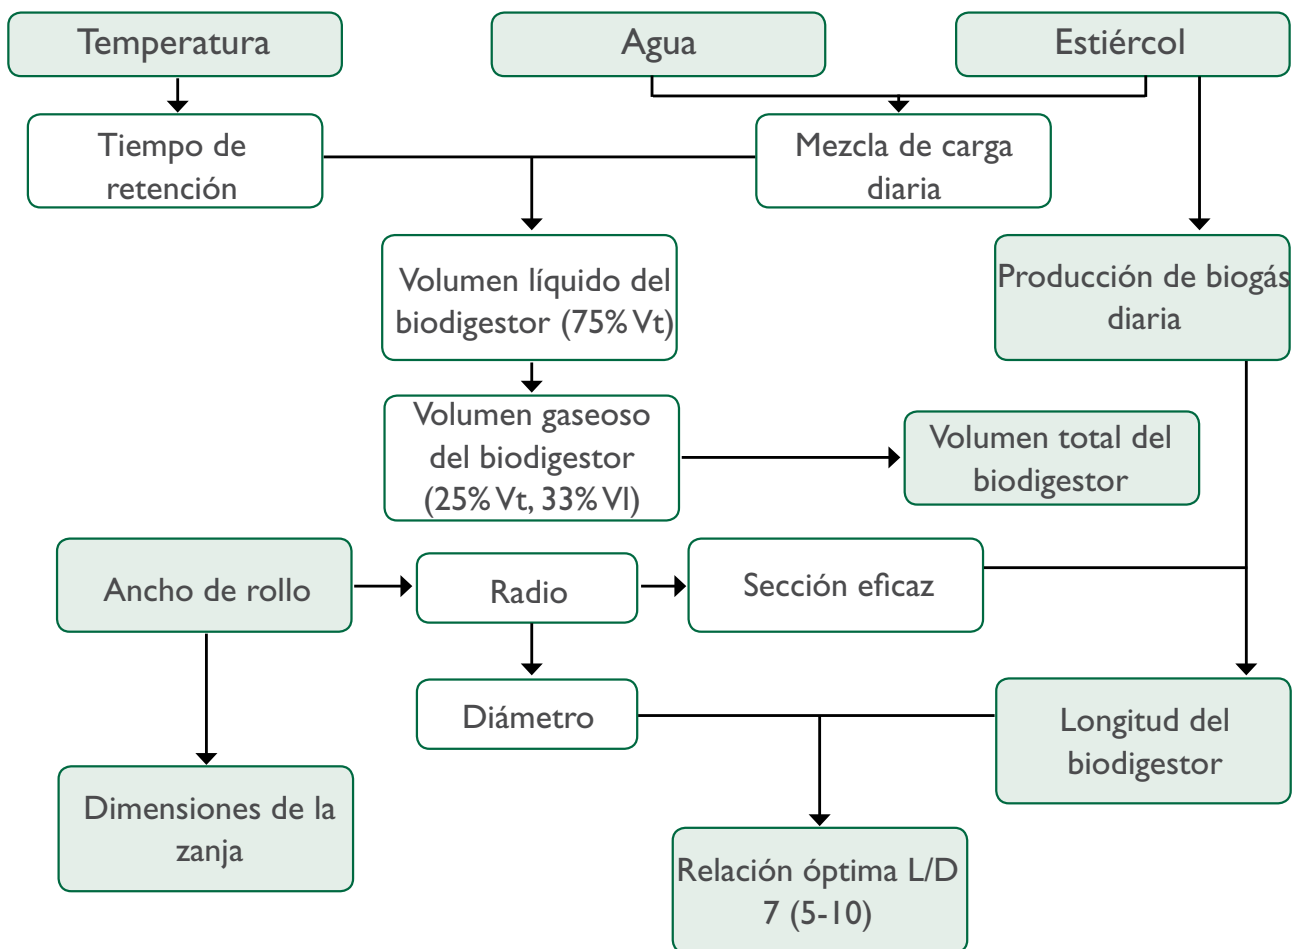 Temperatura
Agua
Estiércol
Tiempo de
retención
Mezcla de carga
diaria
Volumen líquido del
biodigestor (75% Vt)
Producción de biogás
diaria
Volumen gaseoso
del biodigestor
(25% Vt, 33% Vl)
Volumen total del
biodigestor
Ancho de rollo
Radio
Sección eficaz
Diámetro
Longitud del
biodigestor
Dimensiones de la
zanja
Relación óptima L/D
7 (5-10)